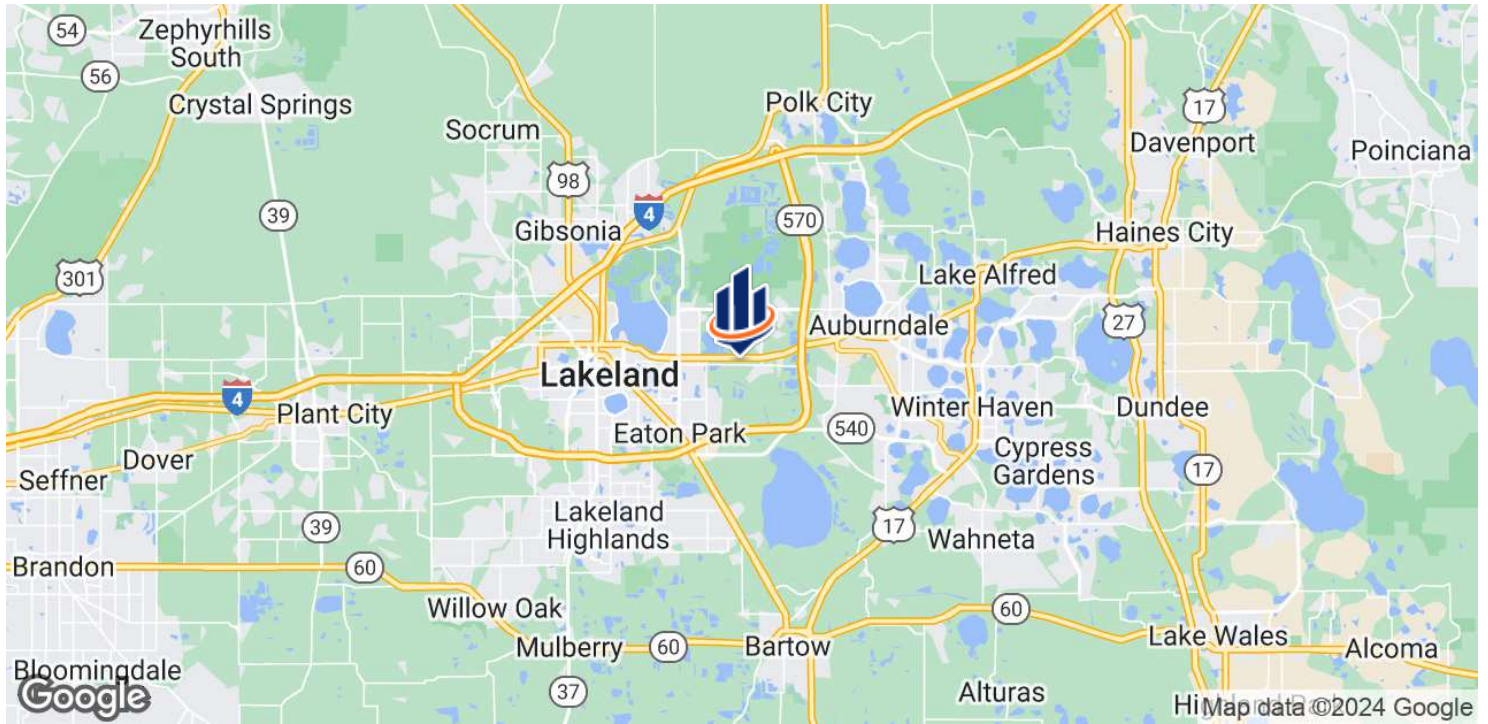 54
Zephyrhills
South
56
Crystal Springs
Socrum
Polk City
17
Davenport
Poinciana
98
39
4
Gibsonia
570
Haines City
301
Lake Alfred
27
Auburndale
Lakeland
4
Plant City
Winter Haven
Dundee
Eaton Park
540
Dover
Seffner
Cypress
Gardens
17
39
Lakeland
Highlands
17
Wahneta
Brandon
60
Willow Oak
60
Mulberry
60
Bartow
Lake Wales
Alcoma
Bloomingdale
37
Alturas
Google
Map data ©2024 Google